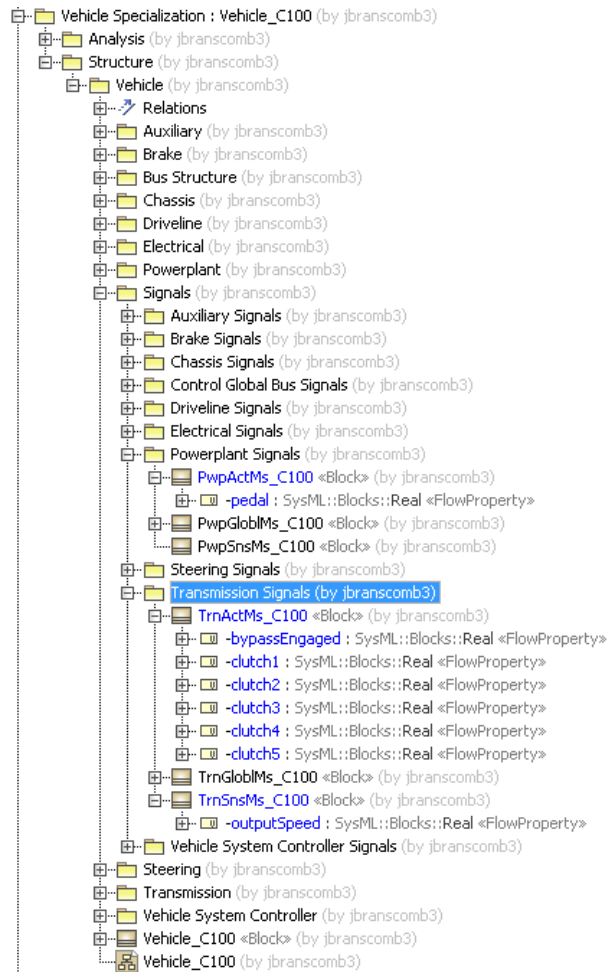 Vehicle Specialization : Vehicle_C100 (by jbranscomb3)
Analysis (by jbranscomb3)
Structure (by jbranscomb3)
Vehicle (by jbranscomb3)
Relations
Auxiliary (by jbranscomb3)
Brake (by jbranscomb3)
Bus Structure (by jbranscomb3)
Chassis (by jbranscomb3)
Driveline (by jbranscomb3)
Electrical (by jbranscomb3)
Powerplant (by jbranscomb3)
Signals (by jbranscomb3)
Auxiliary Signals (by jbranscomb3)
Brake Signals (by jbranscomb3)
Chassis Signals (by jbranscomb3)
Control Global Bus Signals (by jbranscomb3)
Driveline Signals (by jbranscomb3)
Electrical Signals (by jbranscomb3)
Powerplant Signals (by jbranscomb3)
PwpActMs_C100 «Block» (by jbranscomb3)
-pedal : SysML::Blocks::Real «FlowProperty»
PwpGloblMs_C100 «Block» (by jbranscomb3)
PwpSnsMs_C100 «Block» (by jbranscomb3)
Steering Signals (by jbranscomb3)
Transmission Signals (by jbranscomb3)
TrnActMs_C100 «Block» (by jbranscomb3)
-bypassEngaged : SysML::Blocks::Real «FlowProperty»
-clutch1 : SysML::Blocks::Real «FlowProperty»
-clutch2 : SysML::Blocks::Real «FlowProperty»
-clutch3 : SysML::Blocks::Real «FlowProperty»
-clutch4 : SysML::Blocks::Real «FlowProperty»
-clutch5 : SysML::Blocks::Real «FlowProperty»
TrnGloblMs_C100 «Block» (by jbranscomb3)
TrnSnsMs_C100 «Block» (by jbranscomb3)
-outputSpeed : SysML::Blocks::Real «FlowProperty»
Vehicle System Controller Signals (by jbranscomb3)
Steering (by jbranscomb3)
Transmission (by jbranscomb3)
Vehicle System Controller (by jbranscomb3)
Vehicle_C100 «Block» (by jbranscomb3)
Vehicle_C100 (by jbranscomb3)